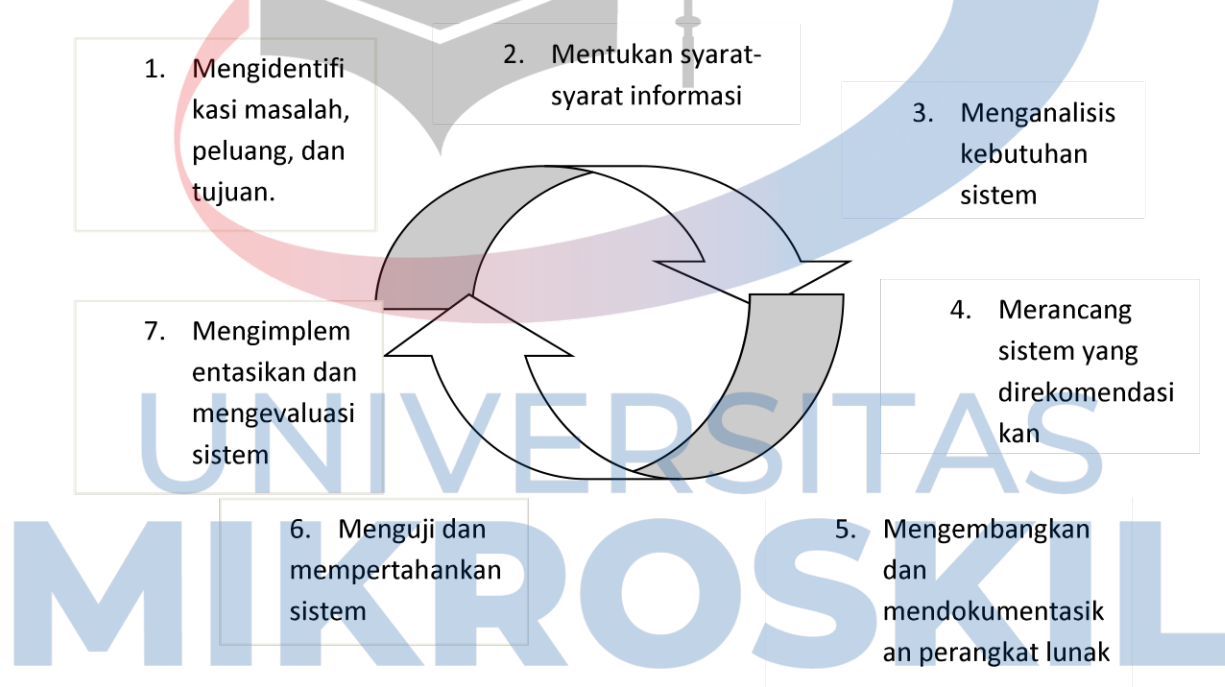 1. Mengidentifi
kasi masalah,
peluang, dan
tujuan.
2. Mentukan syarat-
syarat informasi
3. Menganalisis
kebutuhan
sistem
4. Merancang
sistem yang
direkomendasi
kan
5. Mengembangkan
dan
mendokumentasik
an perangkat lunak
6. Menguji dan
mempertahankan
sistem
7. Mengimplem
entasikan dan
mengevaluasi
sistem
UNIVERSITAS
MIKROSKIL